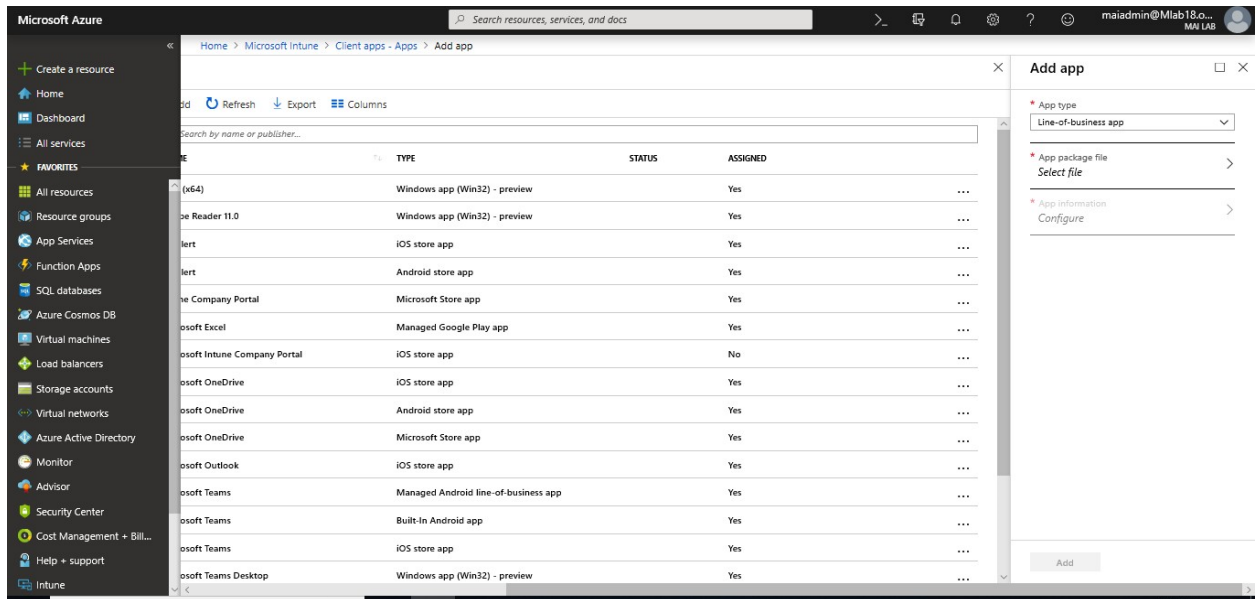 Microsoft Azure
Search resources, services, and docs
maiadmin@Mlab18.o...
MAI LAB
Home > Microsoft Intune > Client apps - Apps > Add app
Create a resource
Home
Dashboard
All services
FAVORITES
All resources
Resource groups
App Services
Function Apps
SQL databases
Azure Cosmos DB
Virtual machines
Load balancers
Storage accounts
Virtual networks
Azure Active Directory
Monitor
Advisor
Security Center
Cost Management + Bill...
Help + support
Intune
dd Refresh Export Columns
Search by name or publisher...
ME TYPE STATUS ASSIGNED
(x64) Windows app (Win32) - preview Yes ...
be Reader 11.0 Windows app (Win32) - preview Yes ...
lert iOS store app Yes ...
lert Android store app Yes ...
ne Company Portal Microsoft Store app Yes ...
osoft Excel Managed Google Play app Yes ...
osoft Intune Company Portal iOS store app No ...
osoft OneDrive iOS store app Yes ...
osoft OneDrive Android store app Yes ...
osoft OneDrive Microsoft Store app Yes ...
osoft Outlook iOS store app Yes ...
osoft Teams Managed Android line-of-business app Yes ...
osoft Teams Built-In Android app Yes ...
osoft Teams iOS store app Yes ...
osoft Teams Desktop Windows app (Win32) - preview Yes ...
Add app
* App type
Line-of-business app
* App package file
Select file
* App information
Configure
Add